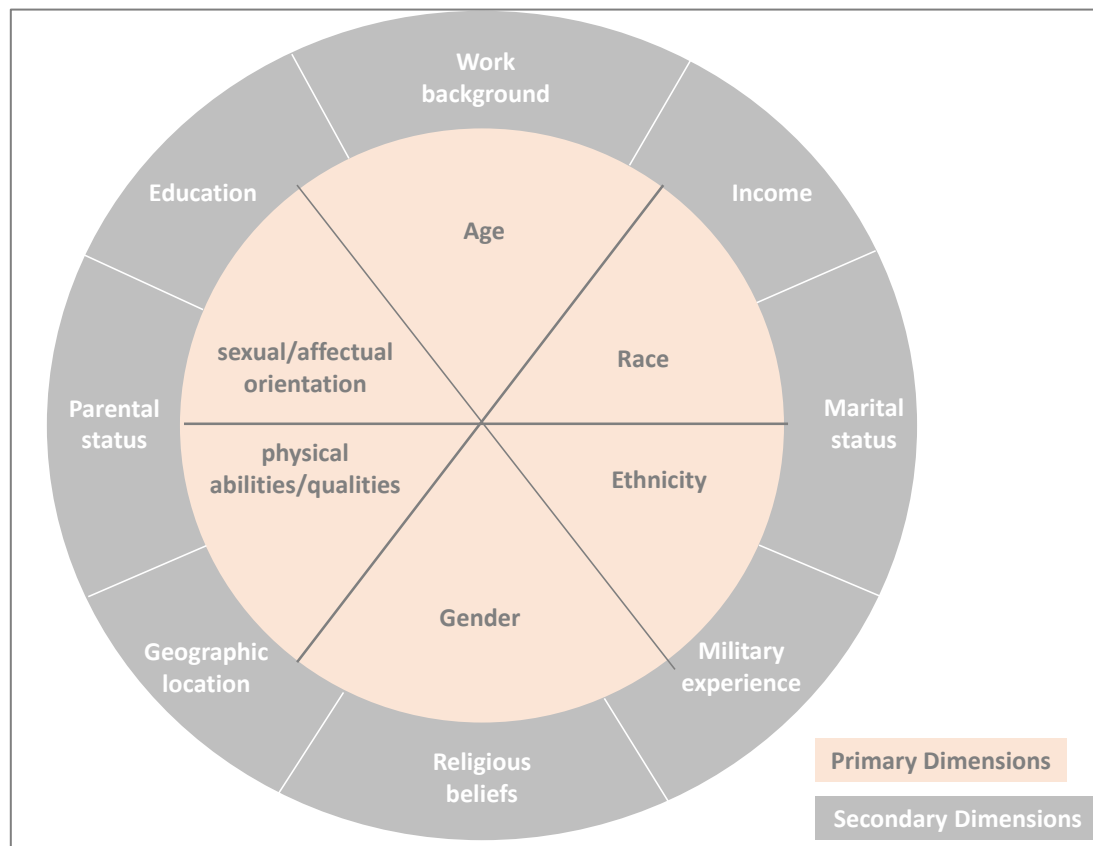 Work
background
Education
Income
Age
sexual/affectual
orientation
Race
Parental
status
Marital
status
physical
abilities/qualities
Ethnicity
Gender
Geographic
location
Military
experience
Religious
beliefs
Primary Dimensions
Secondary Dimensions